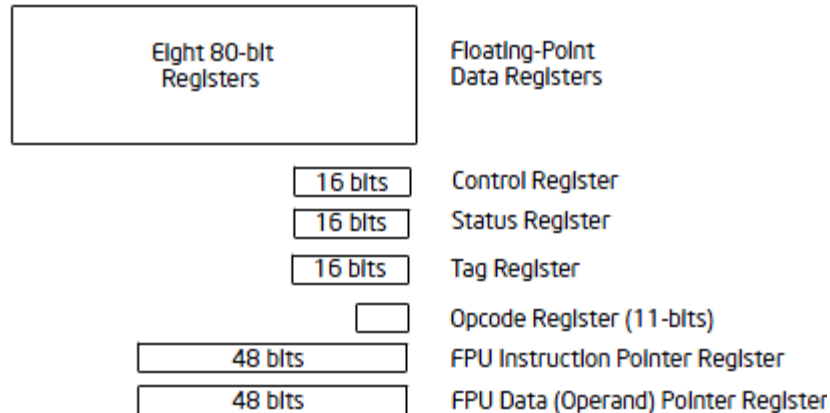 Eight 80-bit
Registers
Floating-Point
Data Registers
16 bits Control Register
16 bits Status Register
16 bits Tag Register
Opcode Register (11-bits)
48 bits FPU Instruction Pointer Register
48 bits FPU Data (Operand) Pointer Register